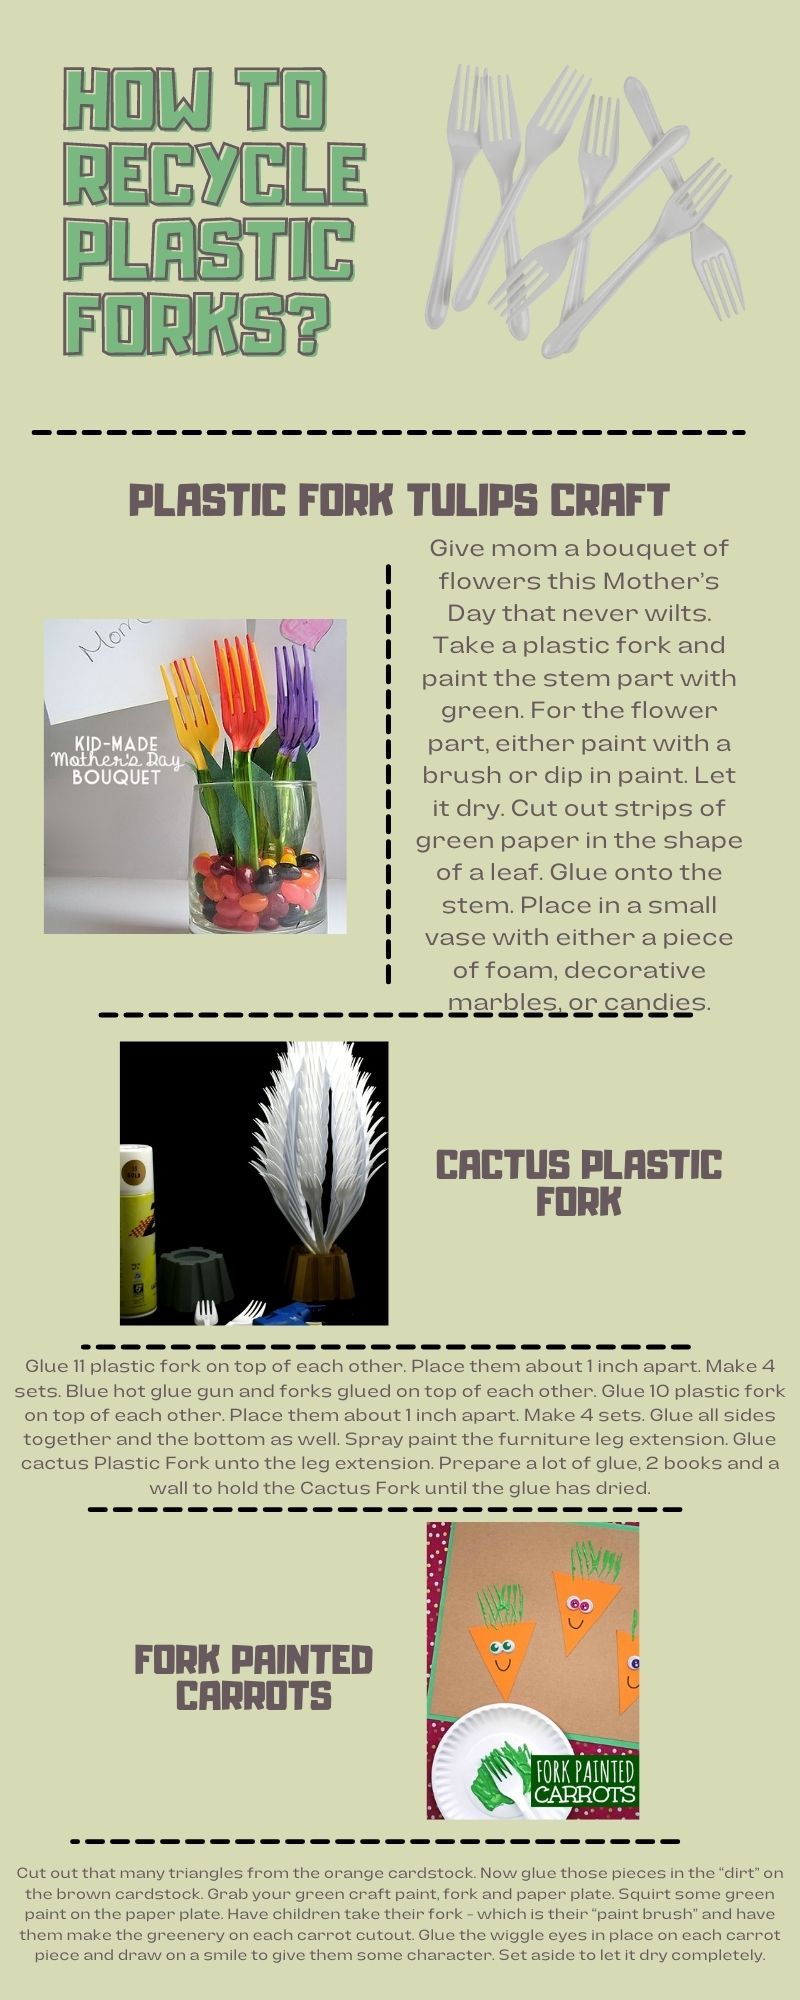 HOW TO
RECYCLE
PLASTIC
FORKS?
PLASTIC FORK TULIPS CRAFT
Mom
KID-MADE
Mother's Day
BOUQUET
Give mom a bouquet of
flowers this Mother's
Day that never wilts.
Take a plastic fork and
paint the stem part with
green. For the flower
part, either paint with a
brush or dip in paint. Let
it dry. Cut out strips of
green paper in the shape
of a leaf. Glue onto the
stem. Place in a small
vase with either a piece
of foam, decorative
marbles, or candies.
GOLD
CACTUS PLASTIC
FORK
Glue 11 plastic fork on top of each other. Place them about 1 inch apart. Make 4
sets. Blue hot glue gun and forks glued on top of each other. Glue 10 plastic fork
on top of each other. Place them about 1 inch apart. Make 4 sets. Glue all sides
together and the bottom as well. Spray paint the furniture leg extension. Glue
cactus Plastic Fork unto the leg extension. Prepare a lot of glue, 2 books and a
wall to hold the Cactus Fork until the glue has dried.
FORK PAINTED
CARROTS
FORK PAINTED
CARROTS
Cut out that many triangles from the orange cardstock. Now glue those pieces in the “dirt” on
the brown cardstock. Grab your green craft paint, fork and paper plate. Squirt some green
paint on the paper plate. Have children take their fork - which is their “paint brush” and have
them make the greenery on each carrot cutout. Glue the wiggle eyes in place on each carrot
piece and draw on a smile to give them some character. Set aside to let it dry completely.